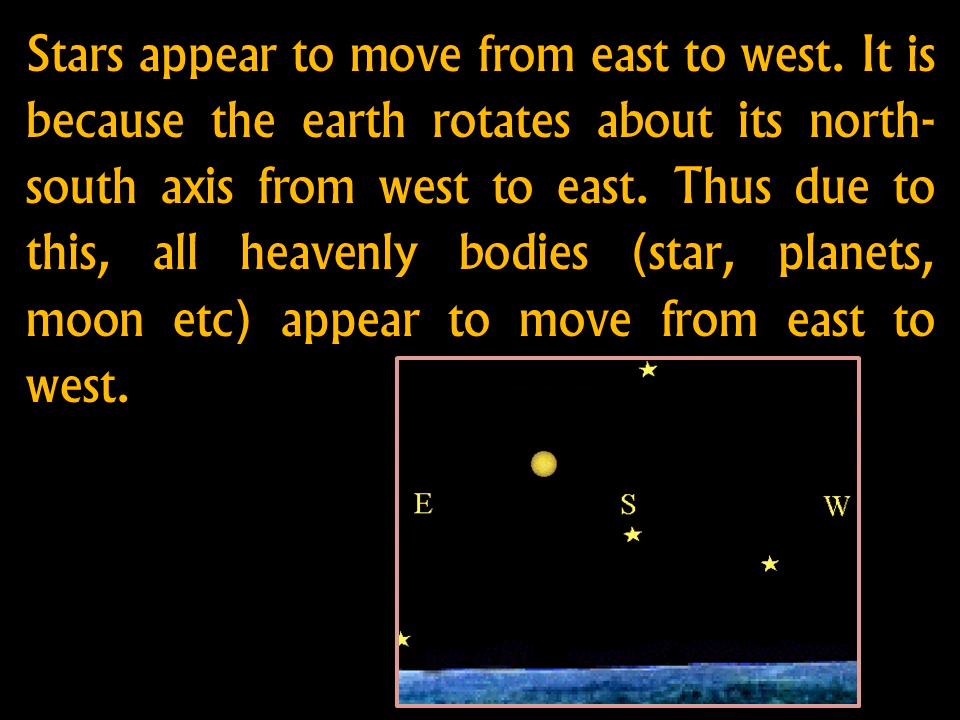 Stars appear to move from east to west. It is
because the earth rotates about its north-
south axis from west to east. Thus due to
this, all heavenly bodies (star, planets,
moon etc) appear to move from east to
west.
E S W